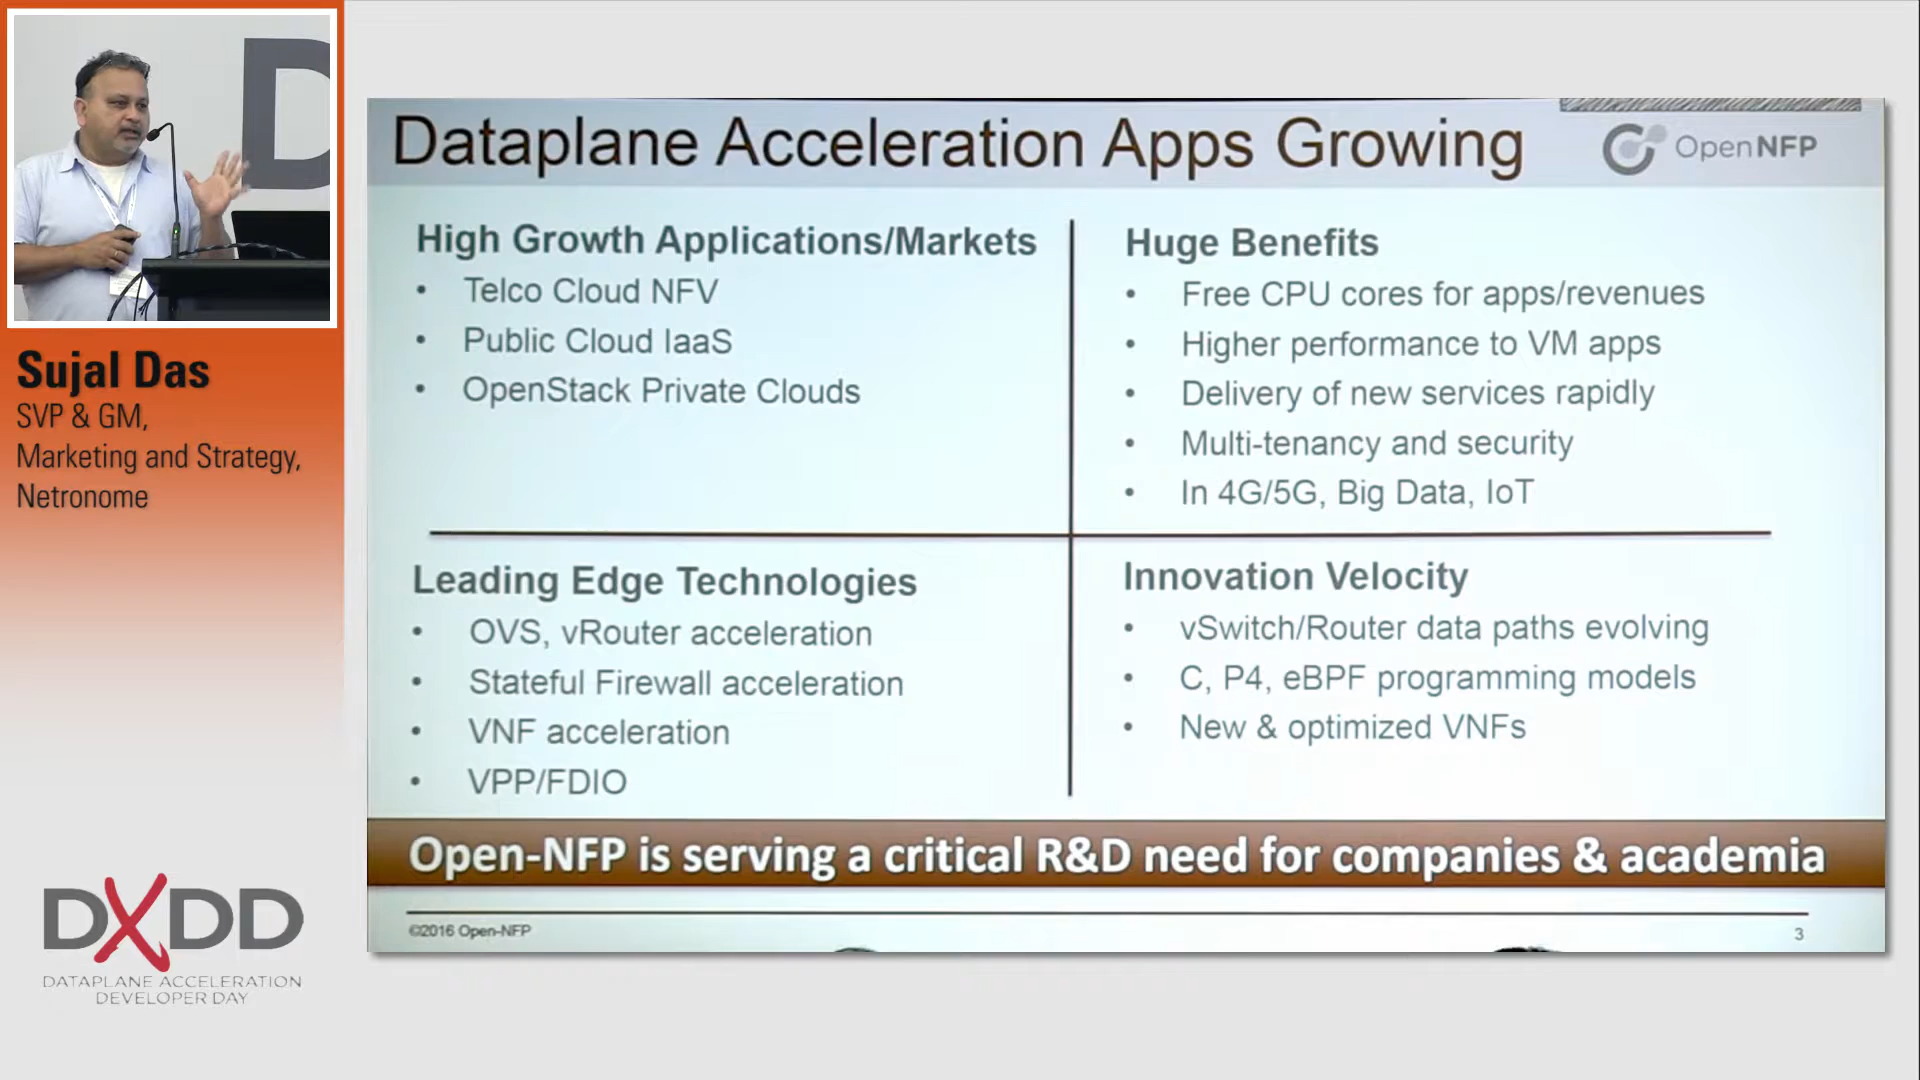 D
Sujal Das
SVP & GM,
Marketing and Strategy,
Netronome
DXDD
DATAPLANE ACCELERATION
DEVELOPER DAY
Dataplane Acceleration Apps Growing
OpenNFP
High Growth Applications/Markets
• Telco Cloud NFV
• Public Cloud IaaS
• OpenStack Private Clouds
Huge Benefits
• Free CPU cores for apps/revenues
• Higher performance to VM apps
• Delivery of new services rapidly
• Multi-tenancy and security
• In 4G/5G, Big Data, IoT
Leading Edge Technologies
• OVS, vRouter acceleration
• Stateful Firewall acceleration
• VNF acceleration
• VPP/FDIO
Innovation Velocity
• vSwitch/Router data paths evolving
• C, P4, eBPF programming models
• New & optimized VNFs
Open-NFP is serving a critical R&D need for companies & academia
©2016 Open-NFP
3